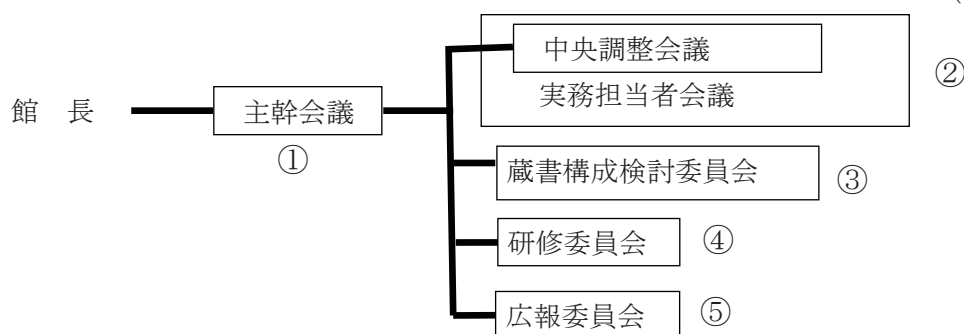 中央調整会議
②
実務担当者会議
館 長
主幹会議
①
蔵書構成検討委員会
③
研修委員会
④
広報委員会
⑤